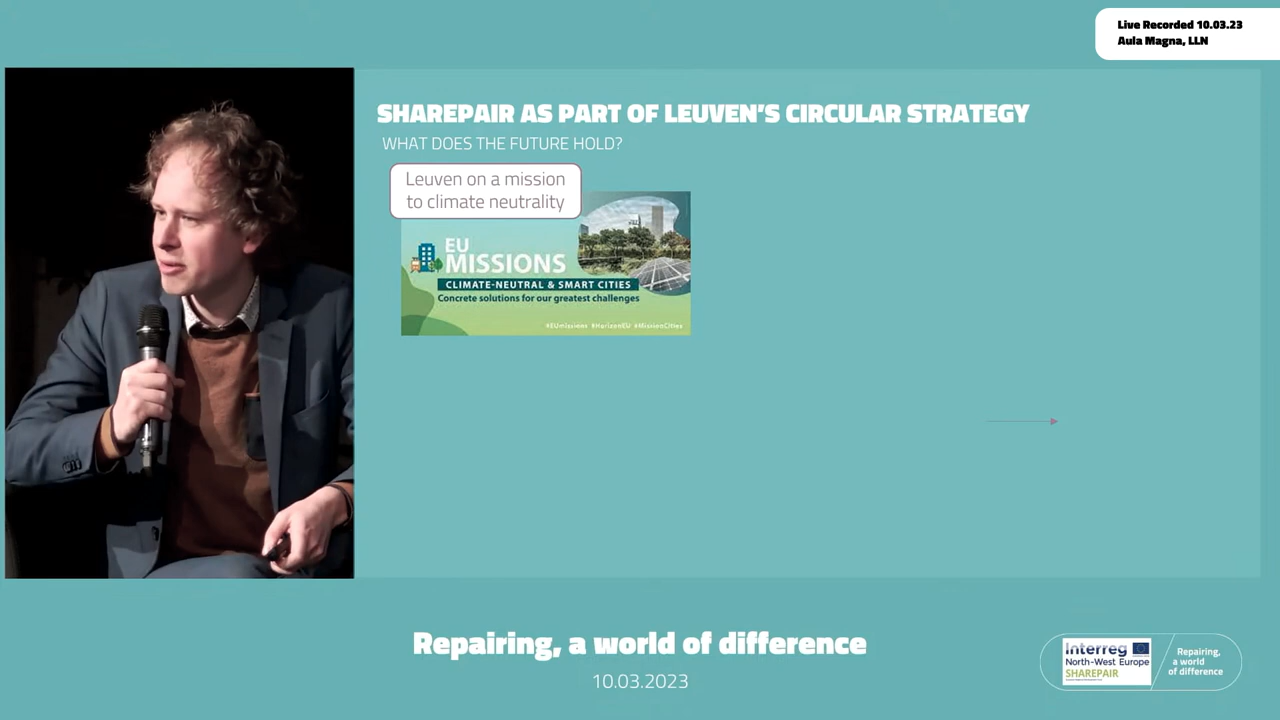 Live Recorded 10.03.23
Aula Magna, LLN
SHAREPAIR AS PART OF LEUVEN'S CIRCULAR STRATEGY
WHAT DOES THE FUTURE HOLD?
Leuven on a mission
to climate neutrality
EU
MISSIONS
CLIMATE-NEUTRAL & SMART CITIES
Concrete solutions for our greatest challenges
#EUmissions #HorizonEU #MissionCities
Repairing, a world of difference
10.03.2023
Interreg
North-West Europe
SHAREPAIR
Repairing,
a world
of difference